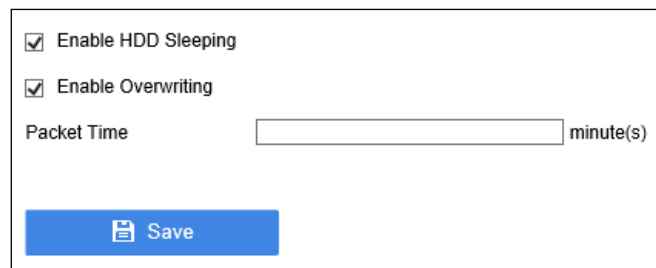 Enable HDD Sleeping
Enable Overwriting
Packet Time minute(s)
Save